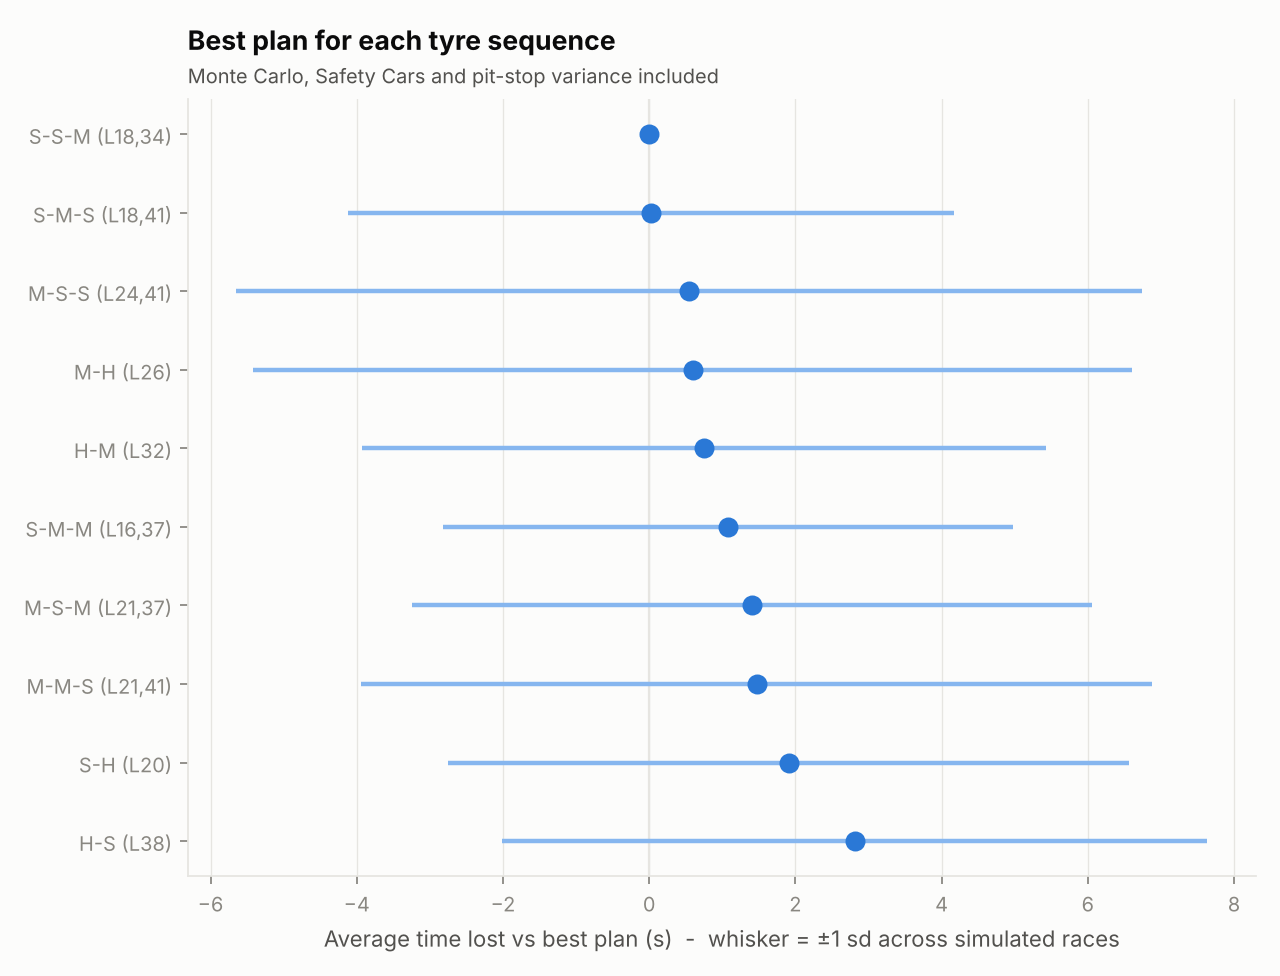 Best plan for each tyre sequence
Monte Carlo, Safety Cars and pit-stop variance included
S-S-M (L18,34)
S-M-S (L18,41)
M-S-S (L24,41)
M-H (L26)
H-M (L32)
S-M-M (L16,37)
M-S-M (L21,37)
M-M-S (L21,41)
S-H (L20)
H-S (L38)
−6 −4 −2 0 2 4 6 8
Average time lost vs best plan (s) - whisker = ±1 sd across simulated races